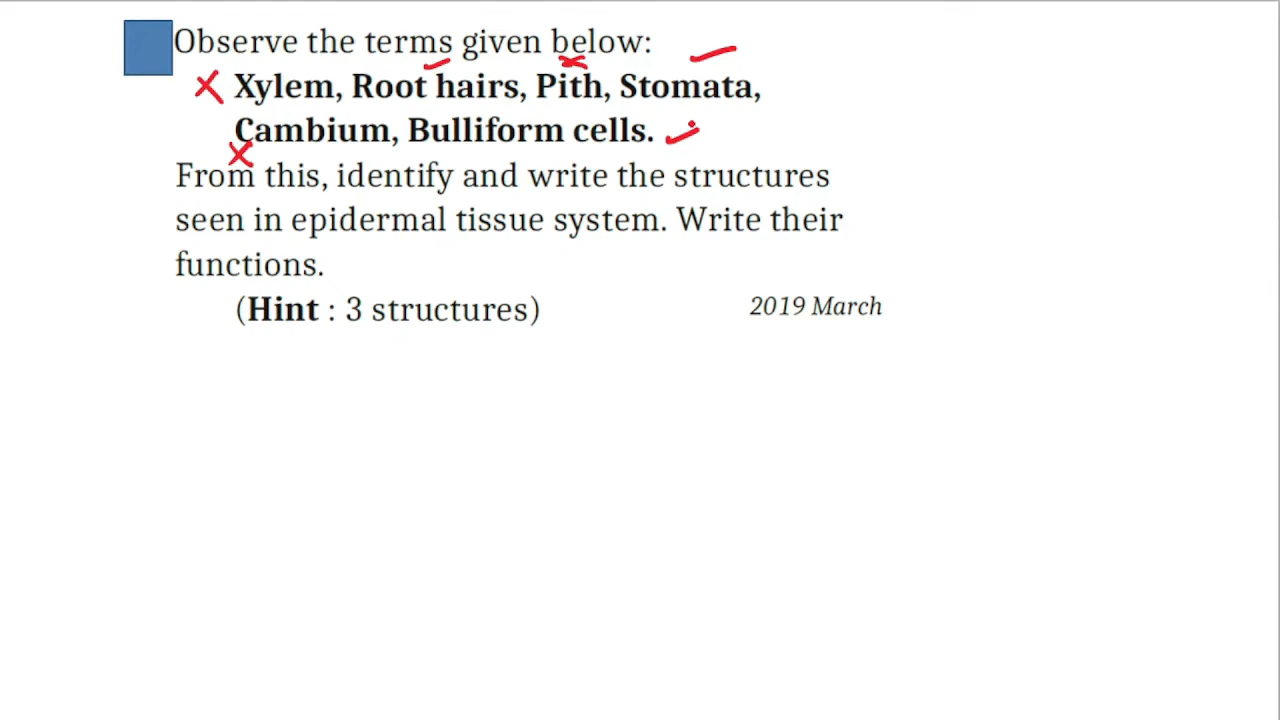 Observe the terms given below:
Xylem, Root hairs, Pith, Stomata,
Cambium, Bulliform cells.
From this, identify and write the structures
seen in epidermal tissue system. Write their
functions.
(Hint : 3 structures)
2019 March